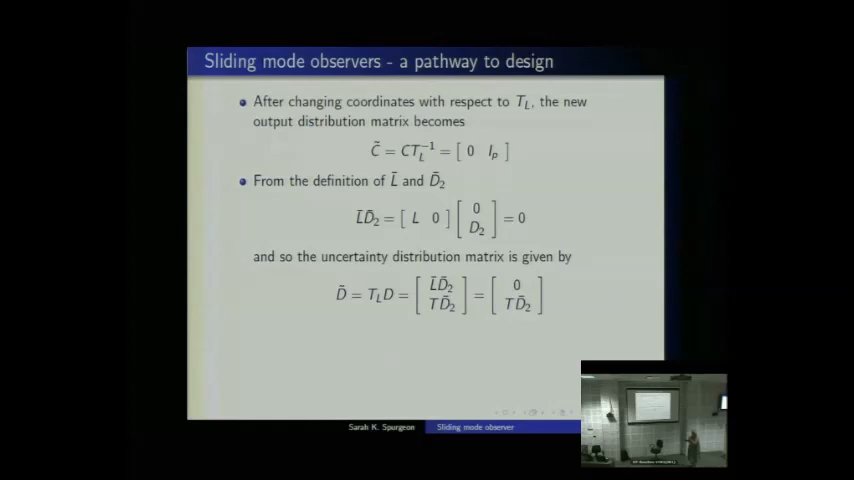 Sliding mode observers - a pathway to design
After changing coordinates with respect to T_L, the new
output distribution matrix becomes
C̃ = CT_L^{-1} = [ 0 I_p ]
From the definition of L̄ and D̄_2
L̄D̄_2 = [ L 0 ] [ 0 ; D_2 ] = 0
and so the uncertainty distribution matrix is given by
D̃ = T_L D = [ L̄D̄_2 ; TD̄_2 ] = [ 0 ; TD̄_2 ]
Sarah K. Spurgeon Sliding mode observer